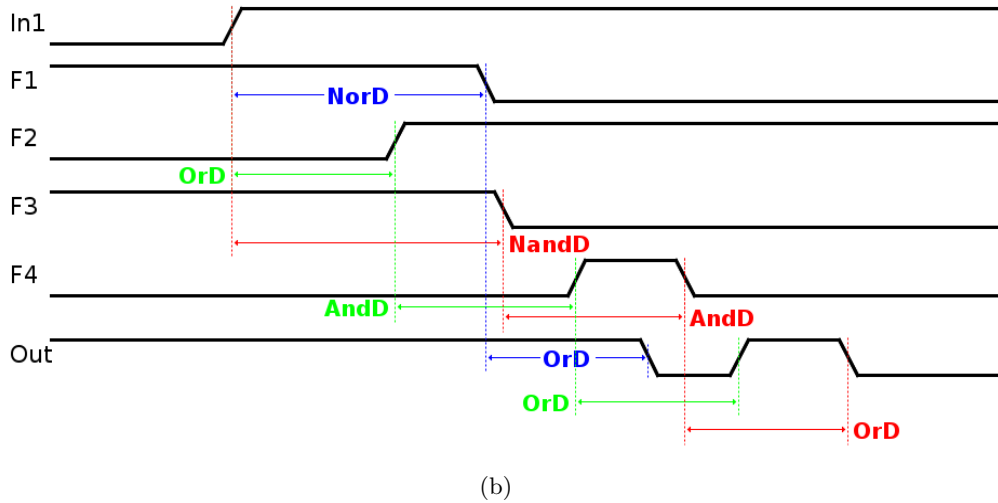 In1
F1
NorD
F2
OrD
F3
NandD
F4
AndD
AndD
Out
OrD
OrD
OrD
(b)